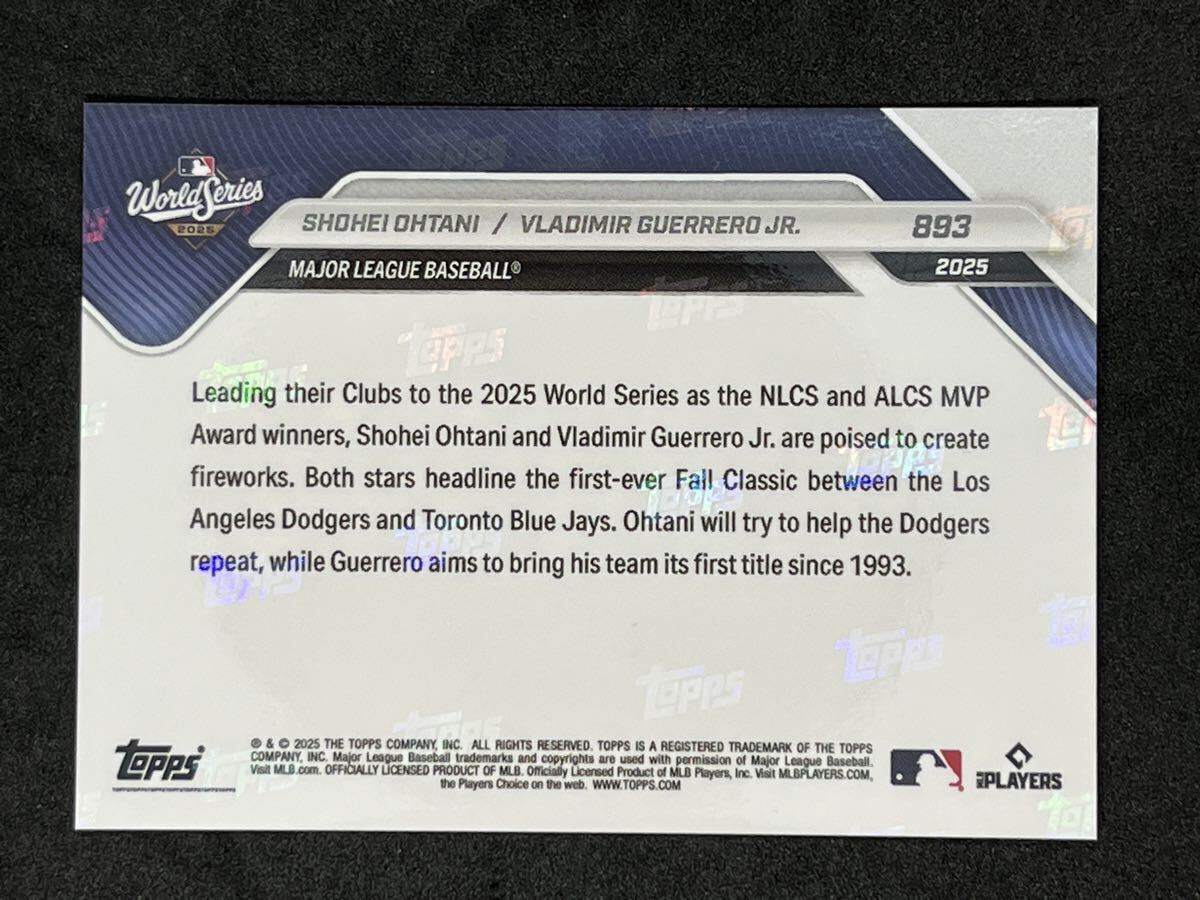 World Series
2025
SHOHEI OHTANI / VLADIMIR GUERRERO JR. 893
MAJOR LEAGUE BASEBALL® 2025
Leading their Clubs to the 2025 World Series as the NLCS and ALCS MVP
Award winners, Shohei Ohtani and Vladimir Guerrero Jr. are poised to create
fireworks. Both stars headline the first-ever Fall Classic between the Los
Angeles Dodgers and Toronto Blue Jays. Ohtani will try to help the Dodgers
repeat, while Guerrero aims to bring his team its first title since 1993.
topps
® & © 2025 THE TOPPS COMPANY, INC. ALL RIGHTS RESERVED. TOPPS IS A REGISTERED TRADEMARK OF THE TOPPS
COMPANY, INC. Major League Baseball trademarks and copyrights are used with permission of Major League Baseball.
Visit MLB.com. OFFICIALLY LICENSED PRODUCT OF MLB. Officially Licensed Product of MLB Players, Inc. Visit MLBPLAYERS.COM,
the Players Choice on the web. WWW.TOPPS.COM
MLB PLAYERS